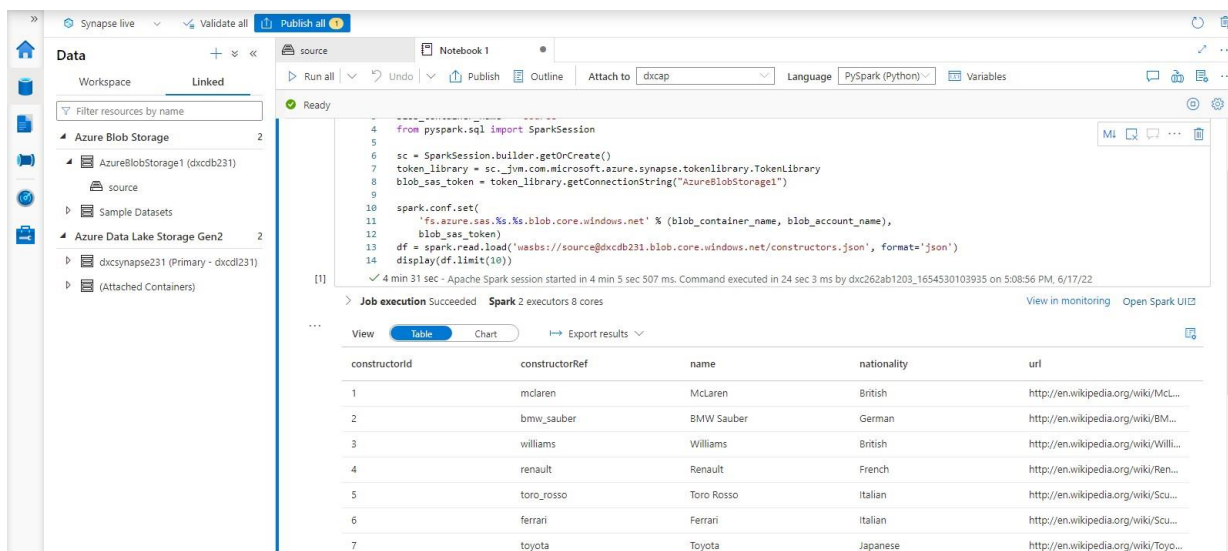 Synapse live
Validate all
Publish all 1
Data
Workspace Linked
Filter resources by name
Azure Blob Storage 2
AzureBlobStorage1 (dxcdb231)
source
Sample Datasets
Azure Data Lake Storage Gen2 2
dxcsynapse231 (Primary - dxcdl231)
(Attached Containers)
source
Notebook 1
Run all Undo Publish Outline Attach to dxcap Language PySpark (Python) Variables
Ready
4 from pyspark.sql import SparkSession
5
6 sc = SparkSession.builder.getOrCreate()
7 token_library = sc._jvm.com.microsoft.azure.synapse.tokenlibrary.TokenLibrary
8 blob_sas_token = token_library.getConnectionString("AzureBlobStorage1")
9
10 spark.conf.set(
11 'fs.azure.sas.%s.%s.blob.core.windows.net' % (blob_container_name, blob_account_name),
12 blob_sas_token)
13 df = spark.read.load('wasbs://source@dxcdb231.blob.core.windows.net/constructors.json', format='json')
14 display(df.limit(10))
[1] 4 min 31 sec - Apache Spark session started in 4 min 5 sec 507 ms. Command executed in 24 sec 3 ms by dxc262ab1203_1654530103935 on 5:08:56 PM, 6/17/22
Job execution Succeeded Spark 2 executors 8 cores View in monitoring Open Spark UI
View Table Chart Export results
constructorId constructorRef name nationality url
1 mclaren McLaren British http://en.wikipedia.org/wiki/McL...
2 bmw_sauber BMW Sauber German http://en.wikipedia.org/wiki/BM...
3 williams Williams British http://en.wikipedia.org/wiki/Willi...
4 renault Renault French http://en.wikipedia.org/wiki/Ren...
5 toro_rosso Toro Rosso Italian http://en.wikipedia.org/wiki/Scu...
6 ferrari Ferrari Italian http://en.wikipedia.org/wiki/Scu...
7 toyota Toyota Japanese http://en.wikipedia.org/wiki/Toyo...